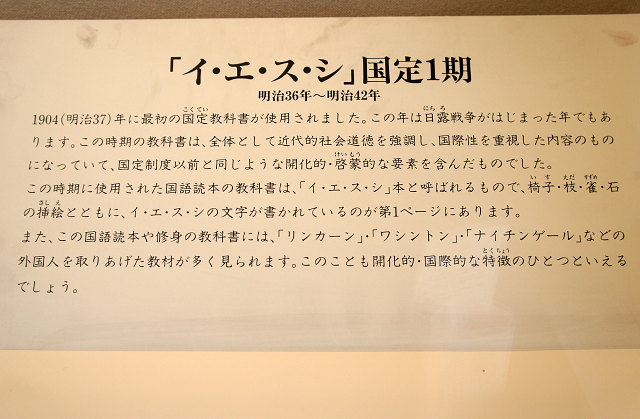 「イ・エ・ス・シ」国定1期
明治36年～明治42年
1904(明治37)年に最初の国定教科書が使用されました。この年は日露戦争がはじまった年でもあ
ります。この時期の教科書は、全体として近代的社会道徳を強調し、国際性を重視した内容のもの
になっていて、国定制度以前と同じような開化的・啓蒙的な要素を含んだものでした。
この時期に使用された国語読本の教科書は、「イ・エ・ス・シ」本と呼ばれるもので、椅子・枝・雀・石
の挿絵とともに、イ・エ・ス・シの文字が書かれているのが第1ページにあります。
また、この国語読本や修身の教科書には、「リンカーン」・「ワシントン」・「ナイチンゲール」などの
外国人を取りあげた教材が多く見られます。このことも開化的・国際的な特徴のひとつといえる
でしょう。